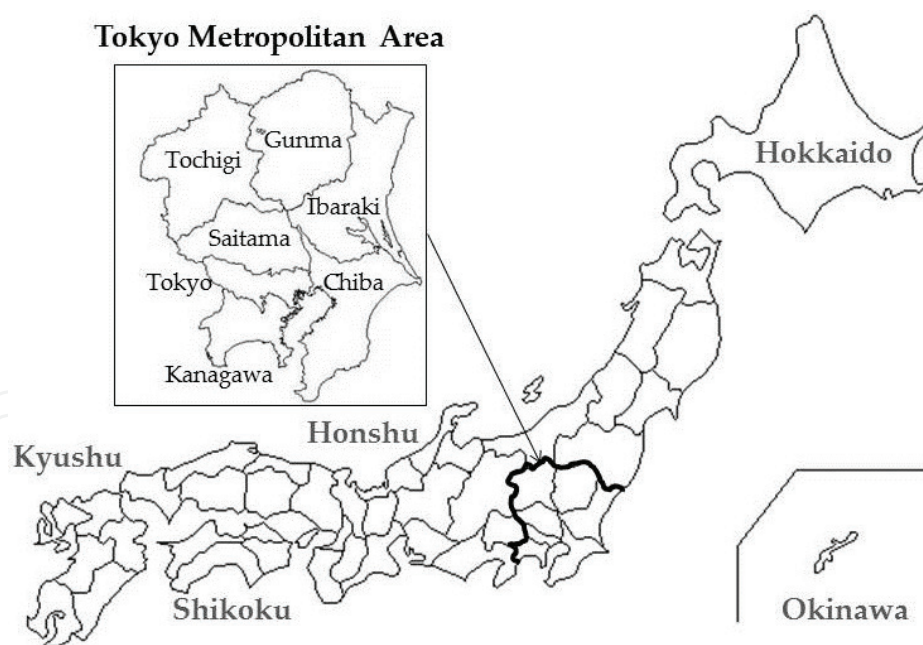 Tokyo Metropolitan Area
Gunma
Tochigi
Ibaraki
Saitama
Tokyo
Chiba
Kanagawa
Hokkaido
Honshu
Kyushu
Shikoku
Okinawa